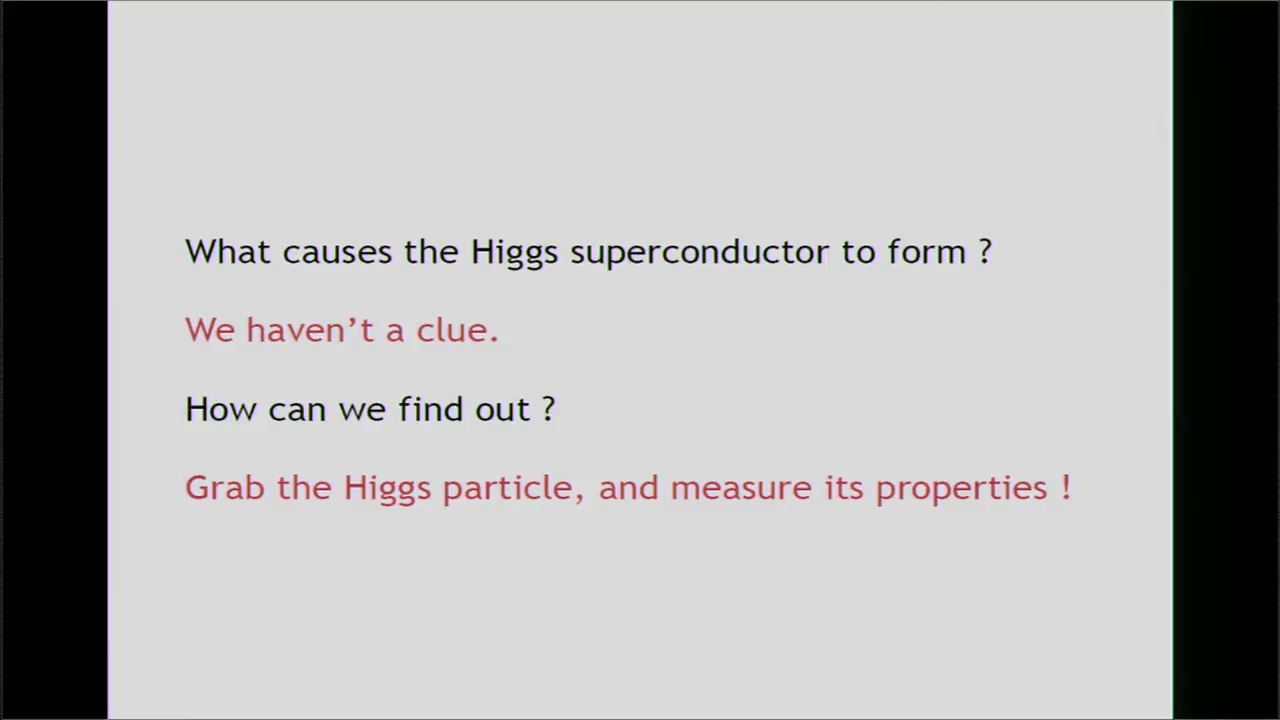 What causes the Higgs superconductor to form ?
We haven’t a clue.
How can we find out ?
Grab the Higgs particle, and measure its properties !